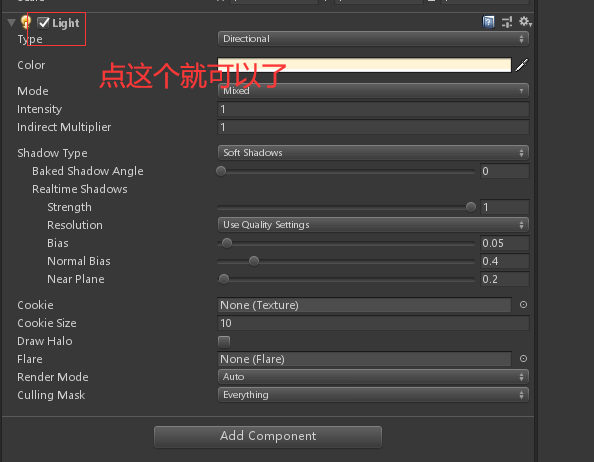 Light
Type
Directional
Color
点这个就可以了
Mode
Mixed
Intensity
1
Indirect Multiplier
1
Shadow Type
Soft Shadows
Baked Shadow Angle
0
Realtime Shadows
Strength
1
Resolution
Use Quality Settings
Bias
0.05
Normal Bias
0.4
Near Plane
0.2
Cookie
None (Texture)
Cookie Size
10
Draw Halo
Flare
None (Flare)
Render Mode
Auto
Culling Mask
Everything
Add Component